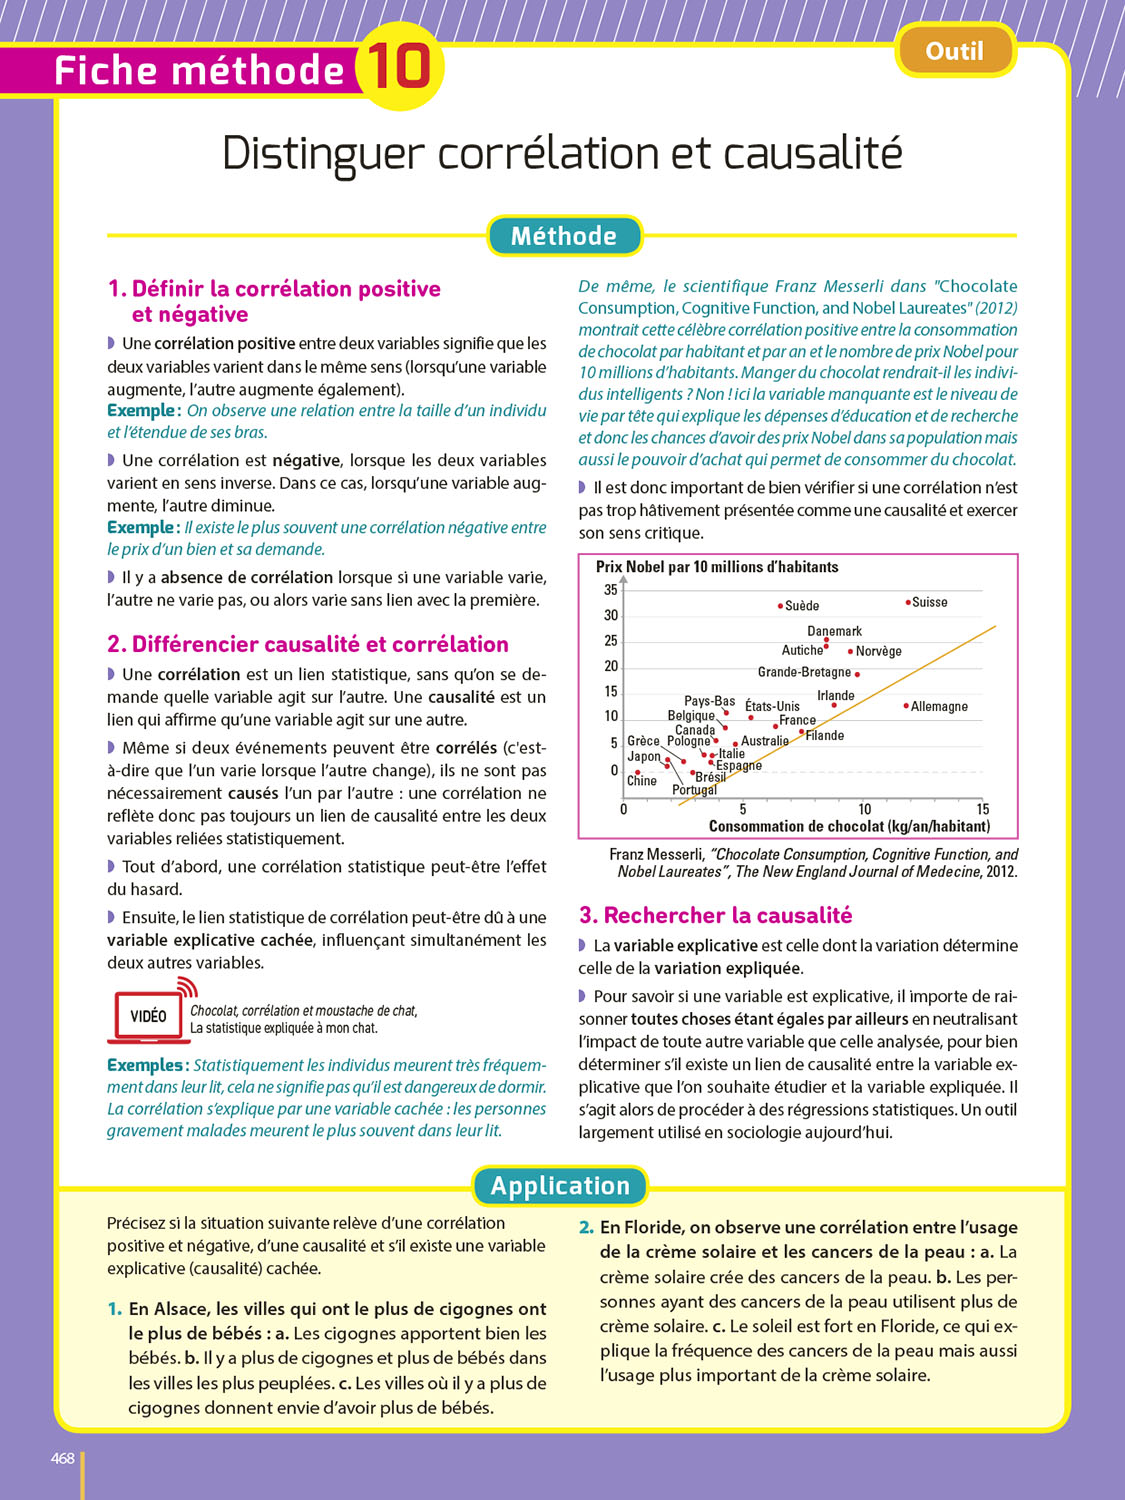 Fiche méthode 10
Outil
Distinguer corrélation et causalité
Méthode
1. Définir la corrélation positive
et négative
Une corrélation positive entre deux variables signifie que les
deux variables varient dans le même sens (lorsqu'une variable
augmente, l'autre augmente également).
Exemple : On observe une relation entre la taille d'un individu
et l'étendue de ses bras.
Une corrélation est négative, lorsque les deux variables
varient en sens inverse. Dans ce cas, lorsqu'une variable aug-
mente, l'autre diminue.
Exemple : Il existe le plus souvent une corrélation négative entre
le prix d'un bien et sa demande.
Il y a absence de corrélation lorsque si une variable varie,
l'autre ne varie pas, ou alors varie sans lien avec la première.
2. Différencier causalité et corrélation
Une corrélation est un lien statistique, sans qu'on se de-
mande quelle variable agit sur l'autre. Une causalité est un
lien qui affirme qu'une variable agit sur une autre.
Même si deux événements peuvent être corrélés (c'est-
à-dire que l'un varie lorsque l'autre change), ils ne sont pas
nécessairement causés l'un par l'autre : une corrélation ne
reflète donc pas toujours un lien de causalité entre les deux
variables reliées statistiquement.
Tout d'abord, une corrélation statistique peut-être l'effet
du hasard.
Ensuite, le lien statistique de corrélation peut-être dû à une
variable explicative cachée, influençant simultanément les
deux autres variables.
VIDÉO
Chocolat, corrélation et moustache de chat,
La statistique expliquée à mon chat.
Exemples : Statistiquement les individus meurent très fréquem-
ment dans leur lit, cela ne signifie pas qu'il est dangereux de dormir.
La corrélation s'explique par une variable cachée : les personnes
gravement malades meurent le plus souvent dans leur lit.
De même, le scientifique Franz Messerli dans "Chocolate
Consumption, Cognitive Function, and Nobel Laureates" (2012)
montrait cette célèbre corrélation positive entre la consommation
de chocolat par habitant et par an et le nombre de prix Nobel pour
10 millions d'habitants. Manger du chocolat rendrait-il les indivi-
dus intelligents ? Non ! ici la variable manquante est le niveau de
vie par tête qui explique les dépenses d'éducation et de recherche
et donc les chances d'avoir des prix Nobel dans sa population mais
aussi le pouvoir d'achat qui permet de consommer du chocolat.
Il est donc important de bien vérifier si une corrélation n'est
pas trop hâtivement présentée comme une causalité et exercer
son sens critique.
Prix Nobel par 10 millions d'habitants
35
30
25
20
15
10
5
0
Suède
Suisse
Danemark
Autiche
Norvège
Grande-Bretagne
Irlande
Allemagne
Pays-Bas
États-Unis
Belgique
France
Canada
Filande
Grèce
Pologne
Australie
Japon
Italie
Espagne
Chine
Brésil
Portugal
0 5 10 15
Consommation de chocolat (kg/an/habitant)
Franz Messerli, "Chocolate Consumption, Cognitive Function, and
Nobel Laureates", The New England Journal of Medecine, 2012.
3. Rechercher la causalité
La variable explicative est celle dont la variation détermine
celle de la variation expliquée.
Pour savoir si une variable est explicative, il importe de rai-
sonner toutes choses étant égales par ailleurs en neutralisant
l'impact de toute autre variable que celle analysée, pour bien
déterminer s'il existe un lien de causalité entre la variable ex-
plicative que l'on souhaite étudier et la variable expliquée. Il
s'agit alors de procéder à des régressions statistiques. Un outil
largement utilisé en sociologie aujourd'hui.
Application
Précisez si la situation suivante relève d'une corrélation
positive et négative, d'une causalité et s'il existe une variable
explicative (causalité) cachée.
1. En Alsace, les villes qui ont le plus de cigognes ont
le plus de bébés : a. Les cigognes apportent bien les
bébés. b. Il y a plus de cigognes et plus de bébés dans
les villes les plus peuplées. c. Les villes où il y a plus de
cigognes donnent envie d'avoir plus de bébés.
2. En Floride, on observe une corrélation entre l'usage
de la crème solaire et les cancers de la peau : a. La
crème solaire crée des cancers de la peau. b. Les per-
sonnes ayant des cancers de la peau utilisent plus de
crème solaire. c. Le soleil est fort en Floride, ce qui ex-
plique la fréquence des cancers de la peau mais aussi
l'usage plus important de la crème solaire.
468